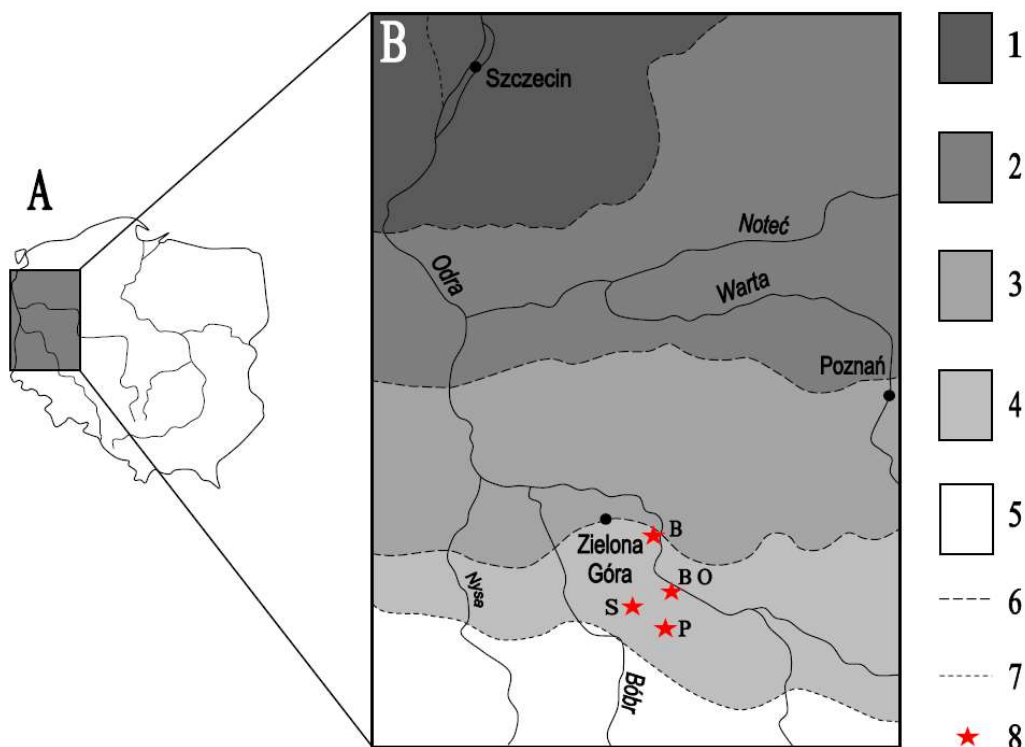 A
B
Szczecin
Noteć
Odra
Warta
Poznań
Zielona
Góra
B
B O
S
P
Nysa
Bóbr
1
2
3
4
5
6
7
8